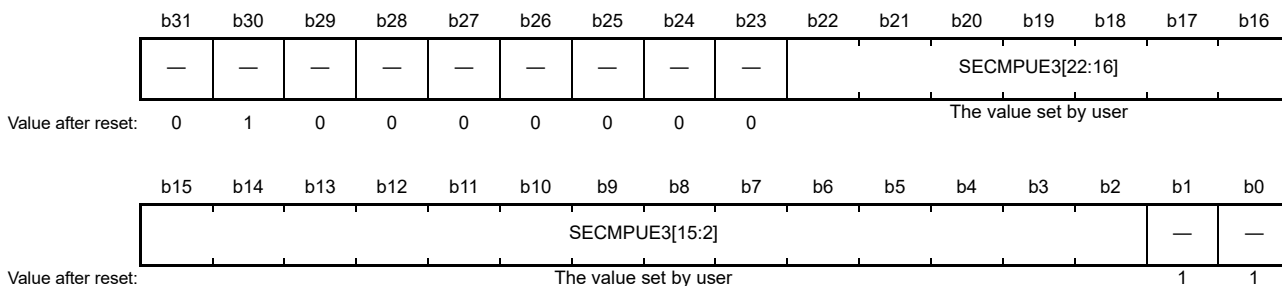 b31 b30 b29 b28 b27 b26 b25 b24 b23 b22 b21 b20 b19 b18 b17 b16
— — — — — — — — — SECMPUE3[22:16]
Value after reset: 0 1 0 0 0 0 0 0 0 The value set by user
b15 b14 b13 b12 b11 b10 b9 b8 b7 b6 b5 b4 b3 b2 b1 b0
SECMPUE3[15:2] — —
Value after reset: The value set by user 1 1